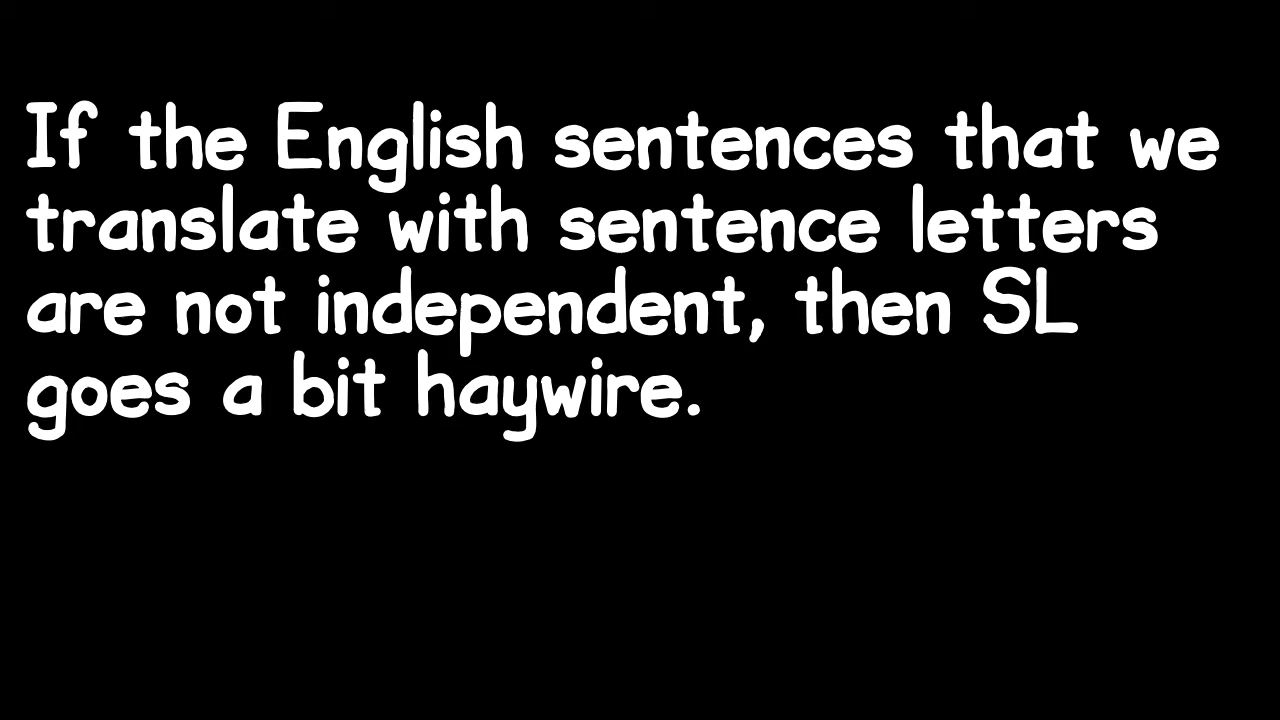 If the English sentences that we
translate with sentence letters
are not independent, then SL
goes a bit haywire.